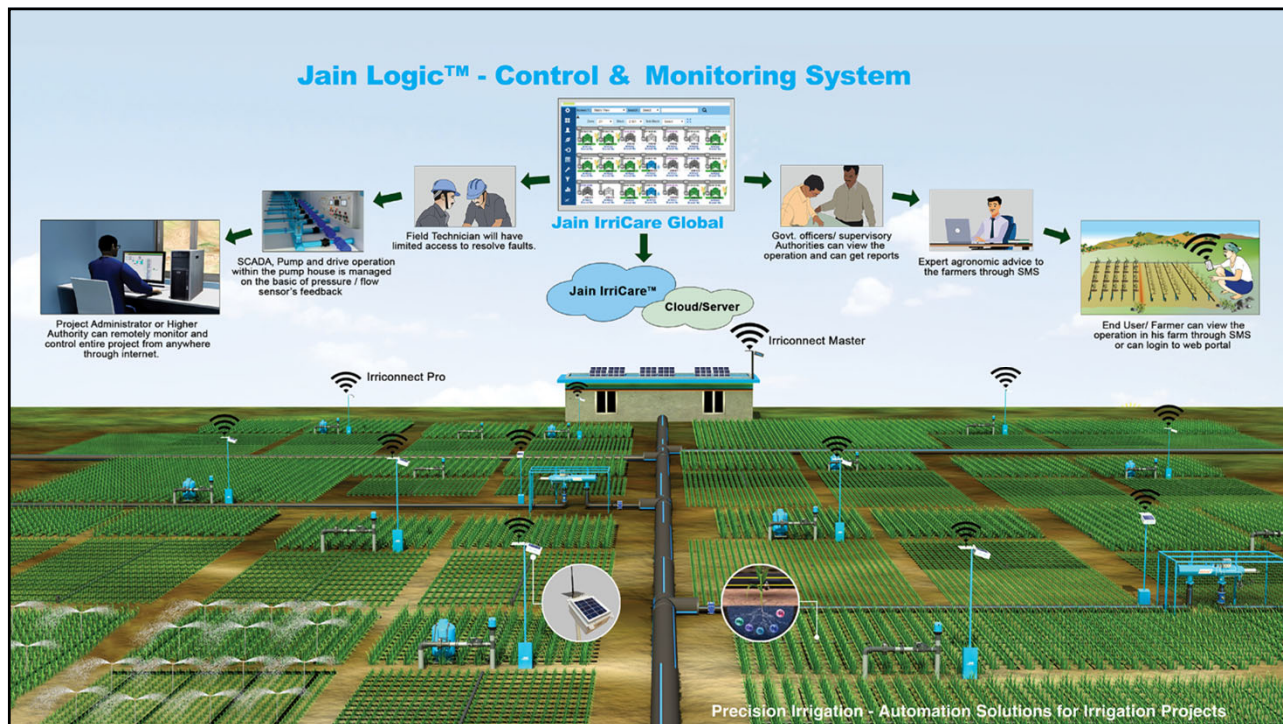 Jain Logic™ - Control & Monitoring System
Jain IrriCare Global
Field Technician will have
limited access to resolve faults.
SCADA, Pump and drive operation
within the pump house is managed
on the basic of pressure / flow
sensor's feedback
Project Administrator or Higher
Authority can remotely monitor and
control entire project from anywhere
through internet.
Govt. officers/ supervisory
Authorities can view the
operation and can get reports
Expert agronomic advice to
the farmers through SMS
End User/ Farmer can view the
operation in his farm through SMS
or can login to web portal
Jain IrriCare™
Cloud/Server
Irriconnect Master
Irriconnect Pro
Precision Irrigation - Automation Solutions for Irrigation Projects